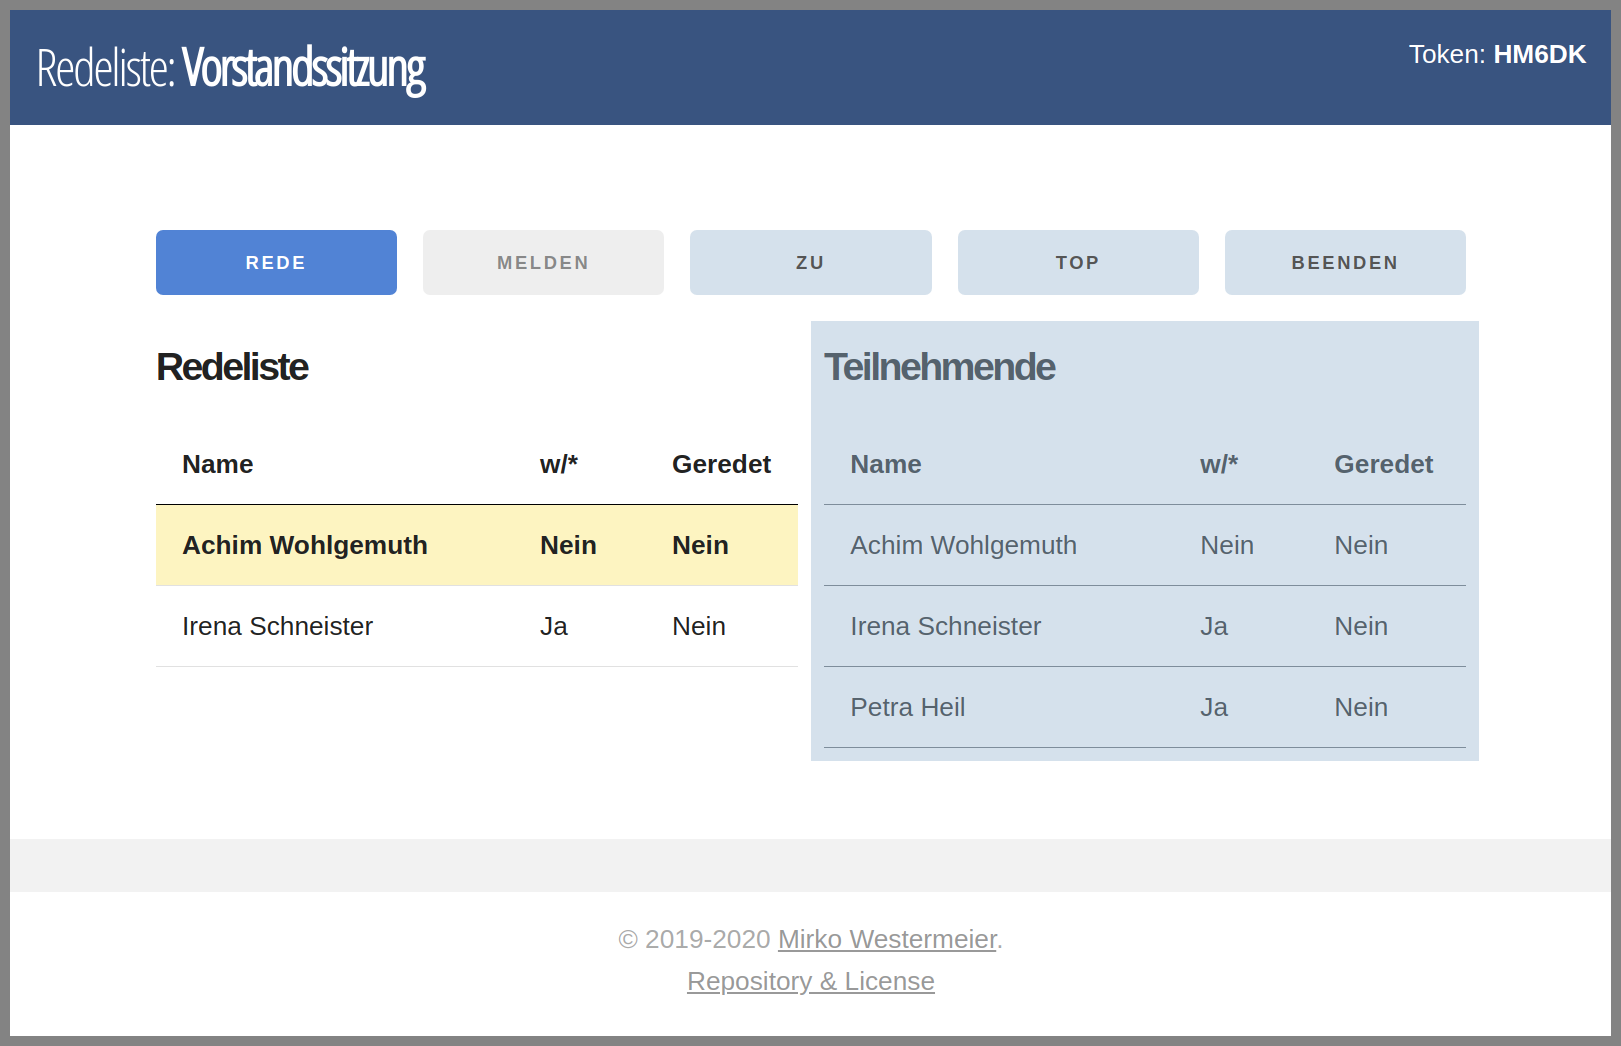 Redeliste: Vorstandssitzung
Token: HM6DK
REDE MELDEN ZU TOP BEENDEN
Redeliste
Name w/* Geredet
Achim Wohlgemuth Nein Nein
Irena Schneister Ja Nein
Teilnehmende
Name w/* Geredet
Achim Wohlgemuth Nein Nein
Irena Schneister Ja Nein
Petra Heil Ja Nein
© 2019-2020 Mirko Westermeier.
Repository & License